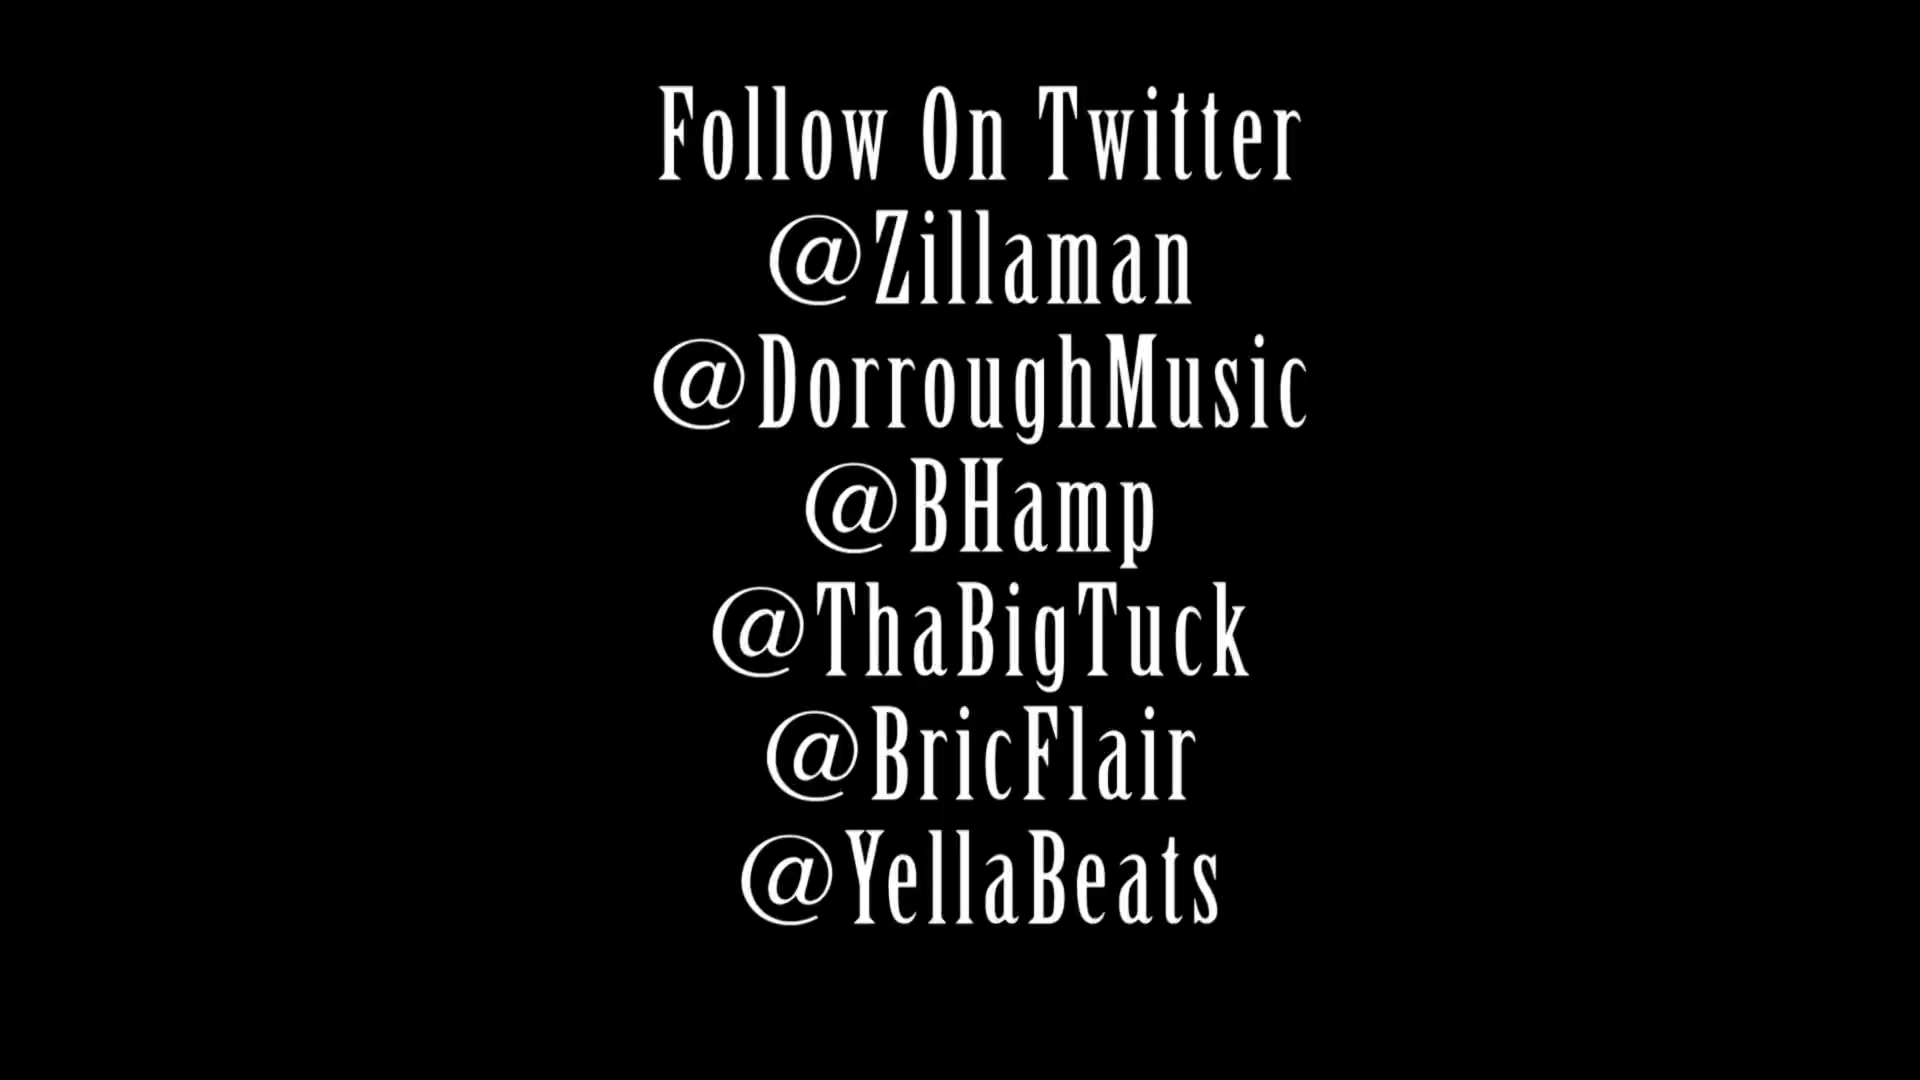 Follow On Twitter
@Zillaman
@DorroughMusic
@BHamp
@ThaBigTuck
@BricFlair
@YellaBeats